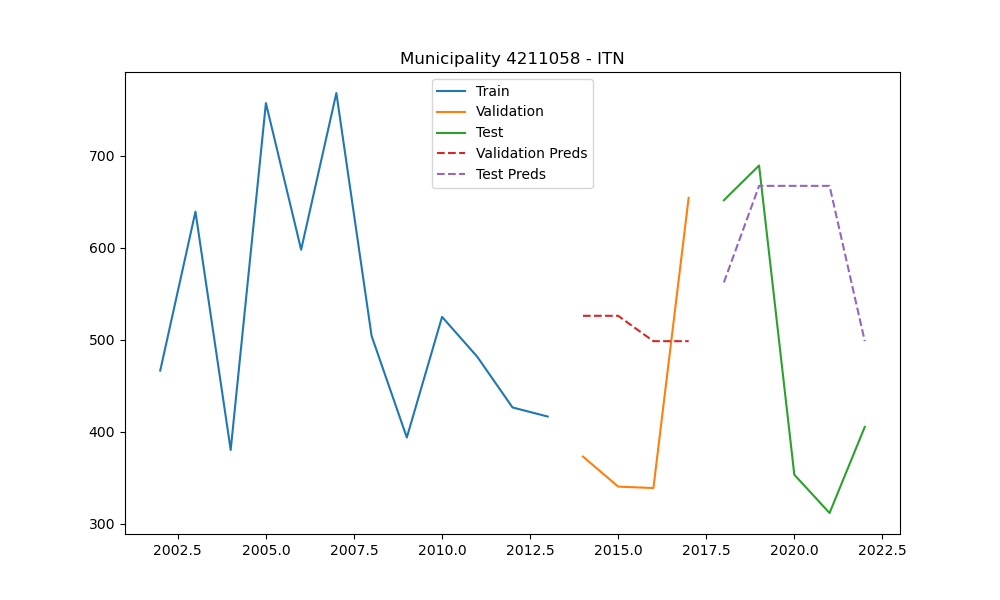 Municipality 4211058 - ITN
Train
Validation
Test
Validation Preds
Test Preds
700
600
500
400
300
2002.5 2005.0 2007.5 2010.0 2012.5 2015.0 2017.5 2020.0 2022.5